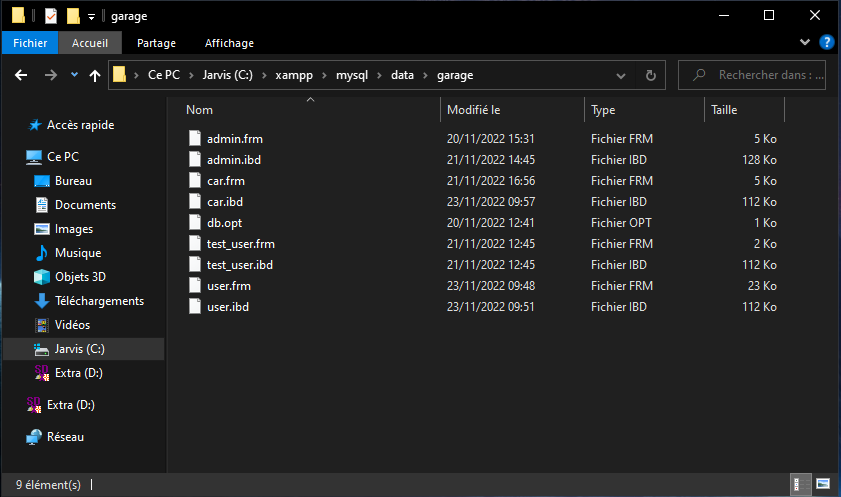 garage
Fichier Accueil Partage Affichage
Ce PC Jarvis (C:) xampp mysql data garage Rechercher dans : ...
Nom Modifié le Type Taille
Accès rapide
Ce PC
Bureau
Documents
Images
Musique
Objets 3D
Téléchargements
Vidéos
Jarvis (C:)
Extra (D:)
Extra (D:)
Réseau
admin.frm 20/11/2022 15:31 Fichier FRM 5 Ko
admin.ibd 21/11/2022 14:45 Fichier IBD 128 Ko
car.frm 21/11/2022 16:56 Fichier FRM 5 Ko
car.ibd 23/11/2022 09:57 Fichier IBD 112 Ko
db.opt 20/11/2022 12:41 Fichier OPT 1 Ko
test_user.frm 21/11/2022 12:45 Fichier FRM 2 Ko
test_user.ibd 21/11/2022 12:45 Fichier IBD 112 Ko
user.frm 23/11/2022 09:48 Fichier FRM 23 Ko
user.ibd 23/11/2022 09:51 Fichier IBD 112 Ko
9 élément(s)